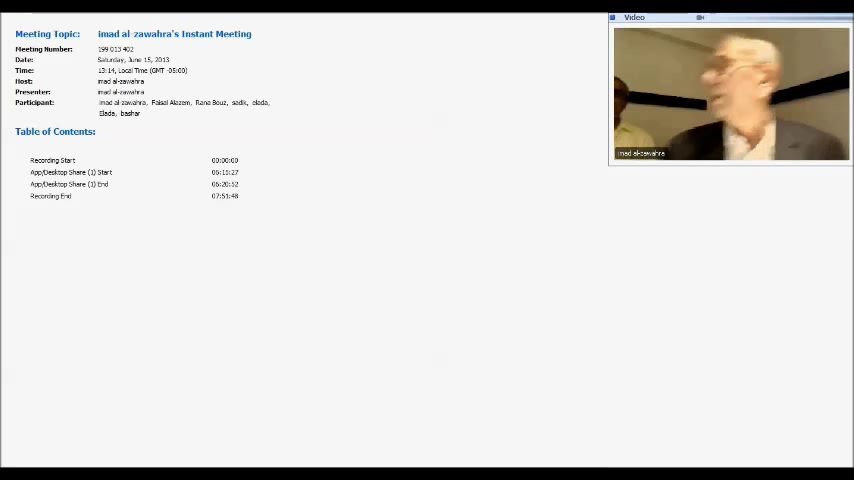 Meeting Topic: imad al-zawahra's Instant Meeting
Meeting Number: 199 013 402
Date: Saturday, June 15, 2013
Time: 13:14, Local Time (GMT -05:00)
Host: imad al-zawahra
Presenter: imad al-zawahra
Participant: imad al-zawahra, Faisal Alazem, Rana Bouz, sadik, elada,
Elada, bashar
Table of Contents:
Recording Start 00:00:00
App/Desktop Share (1) Start 06:15:27
App/Desktop Share (1) End 06:20:52
Recording End 07:51:48
Video
imad al-zawahra